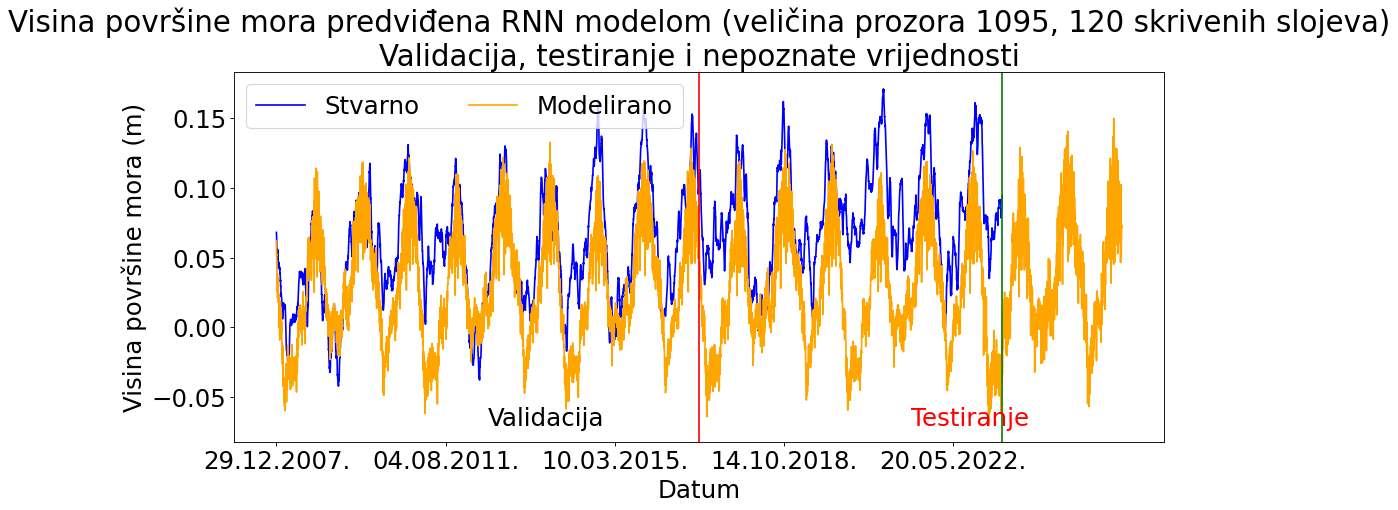 Visina površine mora predviđena RNN modelom (veličina prozora 1095, 120 skrivenih slojeva)
Validacija, testiranje i nepoznate vrijednosti
Stvarno
Modelirano
Visina površine mora (m)
0.15
0.10
0.05
0.00
−0.05
Validacija
Testiranje
29.12.2007.
04.08.2011.
10.03.2015.
14.10.2018.
20.05.2022.
Datum